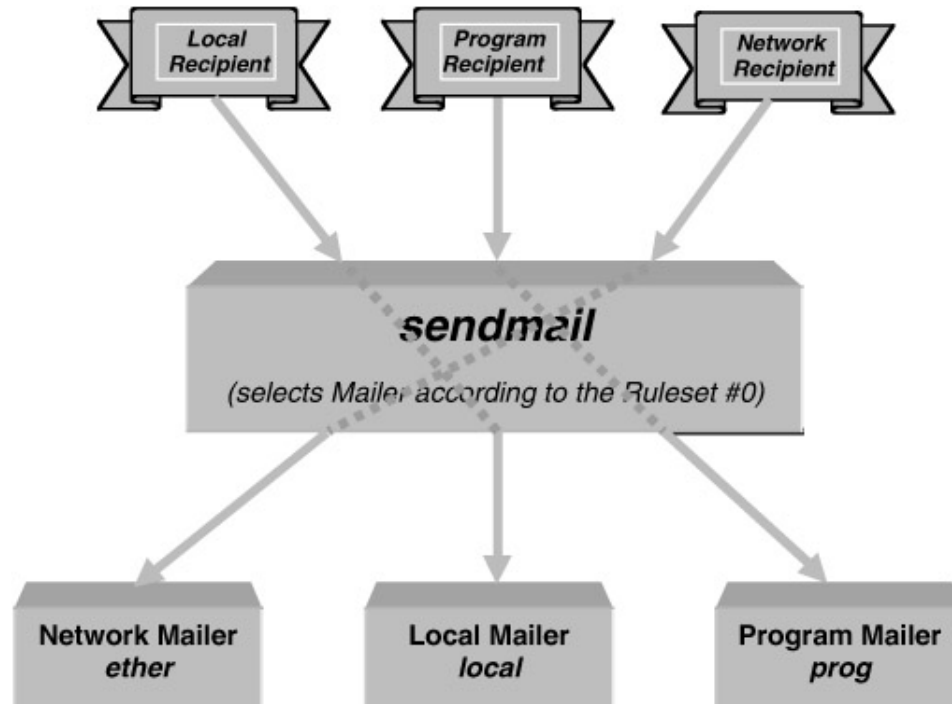 Local
Recipient
Program
Recipient
Network
Recipient
sendmail
(selects Mailer according to the Ruleset #0)
Network Mailer
ether
Local Mailer
local
Program Mailer
prog